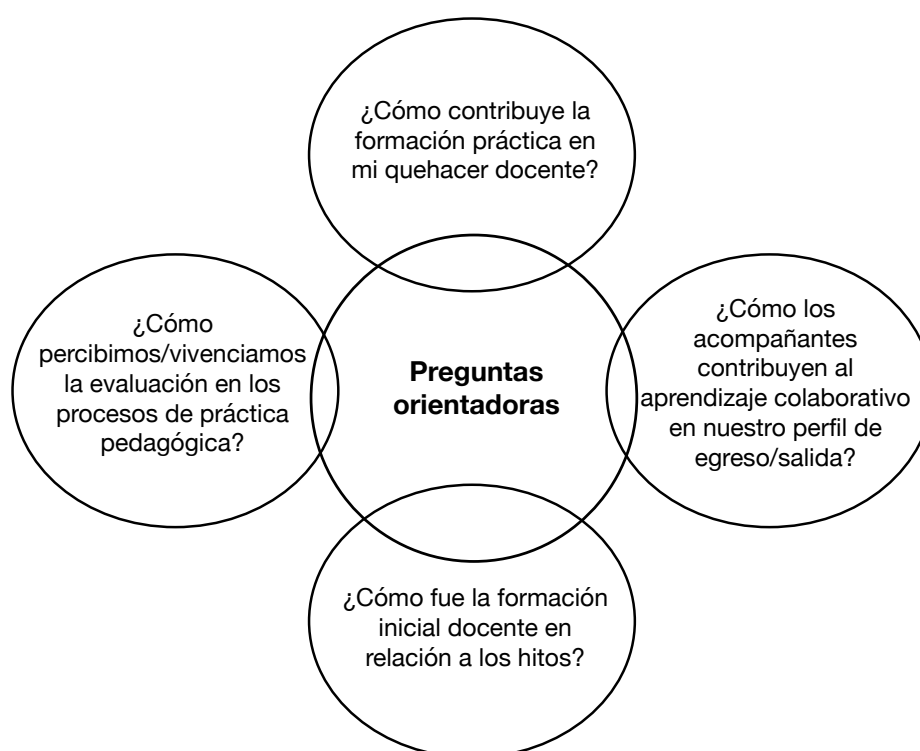 ¿Cómo contribuye la
formación práctica en
mi quehacer docente?
¿Cómo
percibimos/vivenciamos
la evaluación en los
procesos de práctica
pedagógica?
Preguntas
orientadoras
¿Cómo los
acompañantes
contribuyen al
aprendizaje colaborativo
en nuestro perfil de
egreso/salida?
¿Cómo fue la formación
inicial docente en
relación a los hitos?